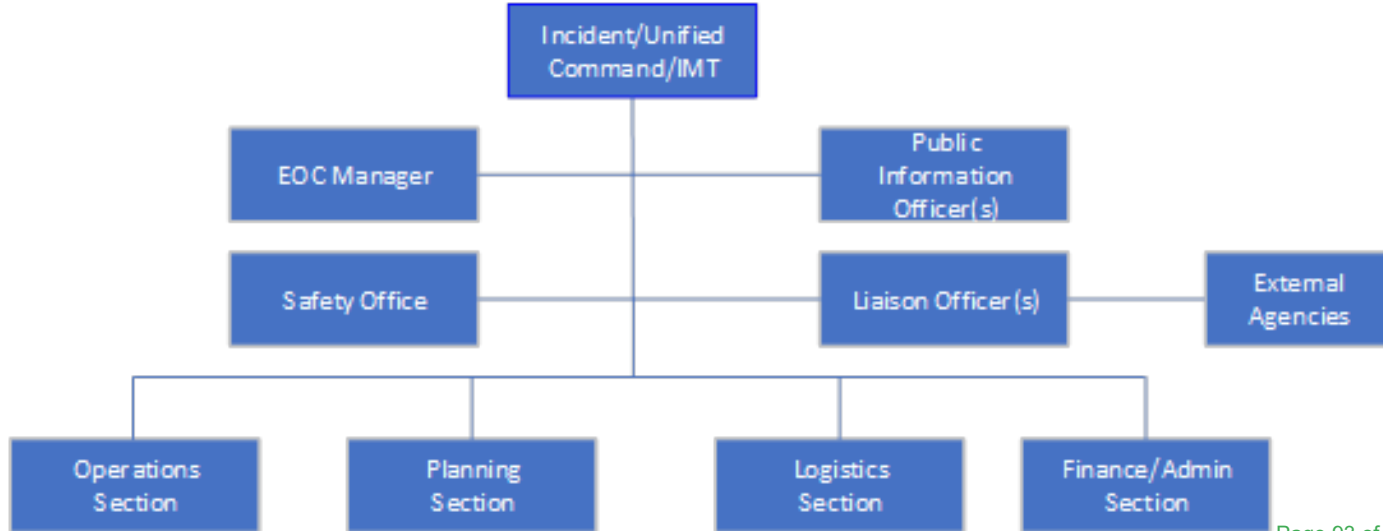 Incident/Unified
Command/IMT
EOC Manager
Public
Information
Officer(s)
Safety Office
Liaison Officer(s)
External
Agencies
Operations
Section
Planning
Section
Logistics
Section
Finance/Admin
Section